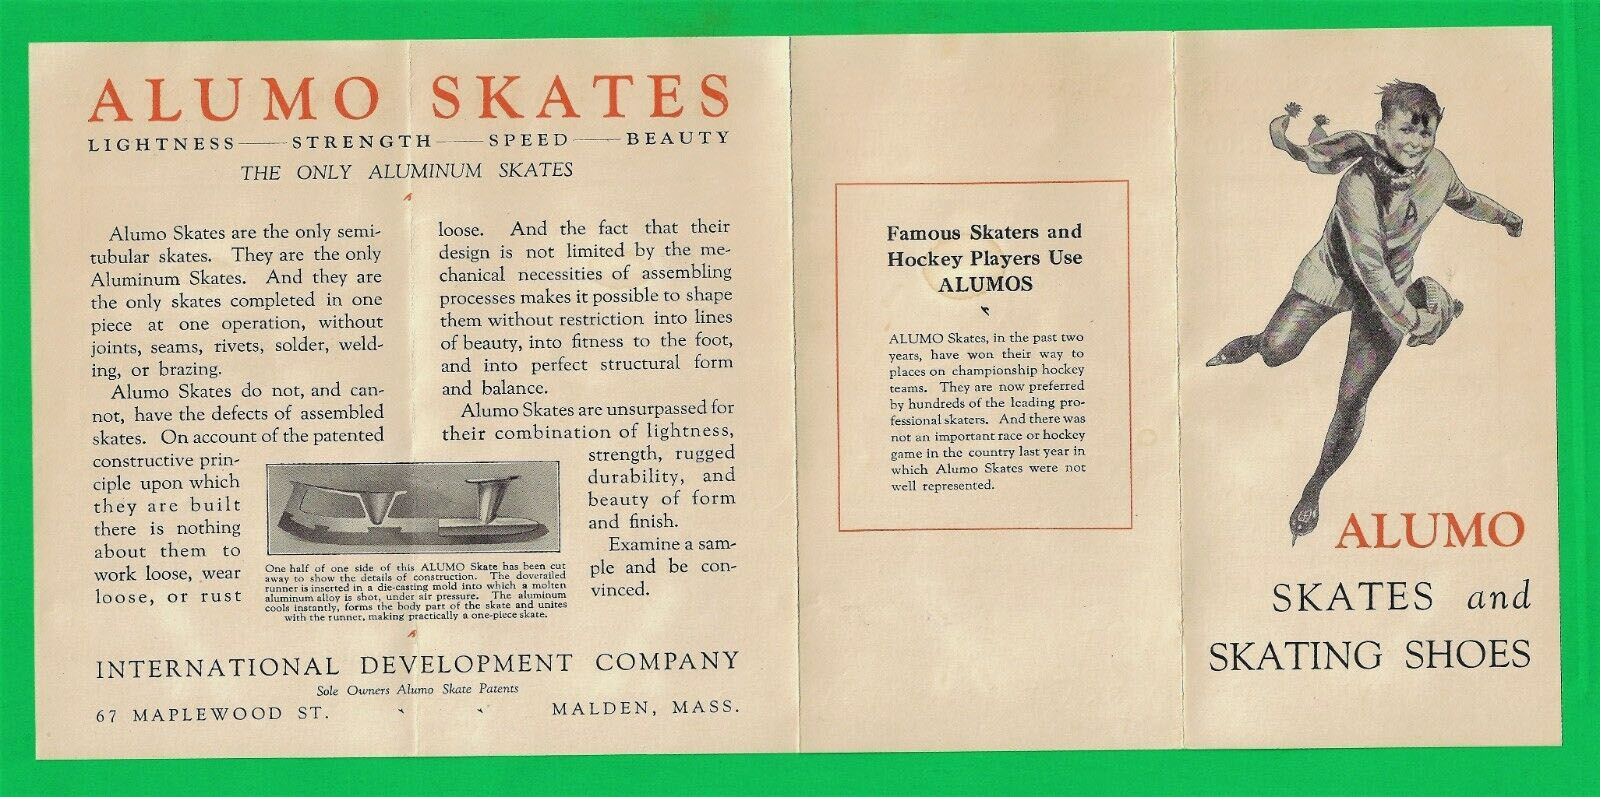 ALUMO SKATES
LIGHTNESS——STRENGTH——SPEED——BEAUTY
THE ONLY ALUMINUM SKATES
Alumo Skates are the only semi-
tubular skates. They are the only
Aluminum Skates. And they are
the only skates completed in one
piece at one operation, without
joints, seams, rivets, solder, weld-
ing, or brazing.
Alumo Skates do not, and can-
not, have the defects of assembled
skates. On account of the patented
constructive prin-
ciple upon which
they are built
there is nothing
about them to
work loose, wear
loose, or rust
loose. And the fact that their
design is not limited by the me-
chanical necessities of assembling
processes makes it possible to shape
them without restriction into lines
of beauty, into fitness to the foot,
and into perfect structural form
and balance.
Alumo Skates are unsurpassed for
their combination of lightness,
strength, rugged
durability, and
beauty of form
and finish.
Examine a sam-
ple and be con-
vinced.
One half of one side of this ALUMO Skate has been cut
away to show the details of construction. The dovetailed
runner is inserted in a die-casting mold into which a molten
aluminum alloy is shot, under air pressure. The aluminum
cools instantly, forms the body part of the skate and unites
with the runner, making practically a one-piece skate.
INTERNATIONAL DEVELOPMENT COMPANY
Sole Owners Alumo Skate Patents
67 MAPLEWOOD ST. MALDEN, MASS.
Famous Skaters and
Hockey Players Use
ALUMOS
ALUMO Skates, in the past two
years, have won their way to
places on championship hockey
teams. They are now preferred
by hundreds of the leading pro-
fessional skaters. And there was
not an important race or hockey
game in the country last year in
which Alumo Skates were not
well represented.
A
ALUMO
SKATES and
SKATING SHOES